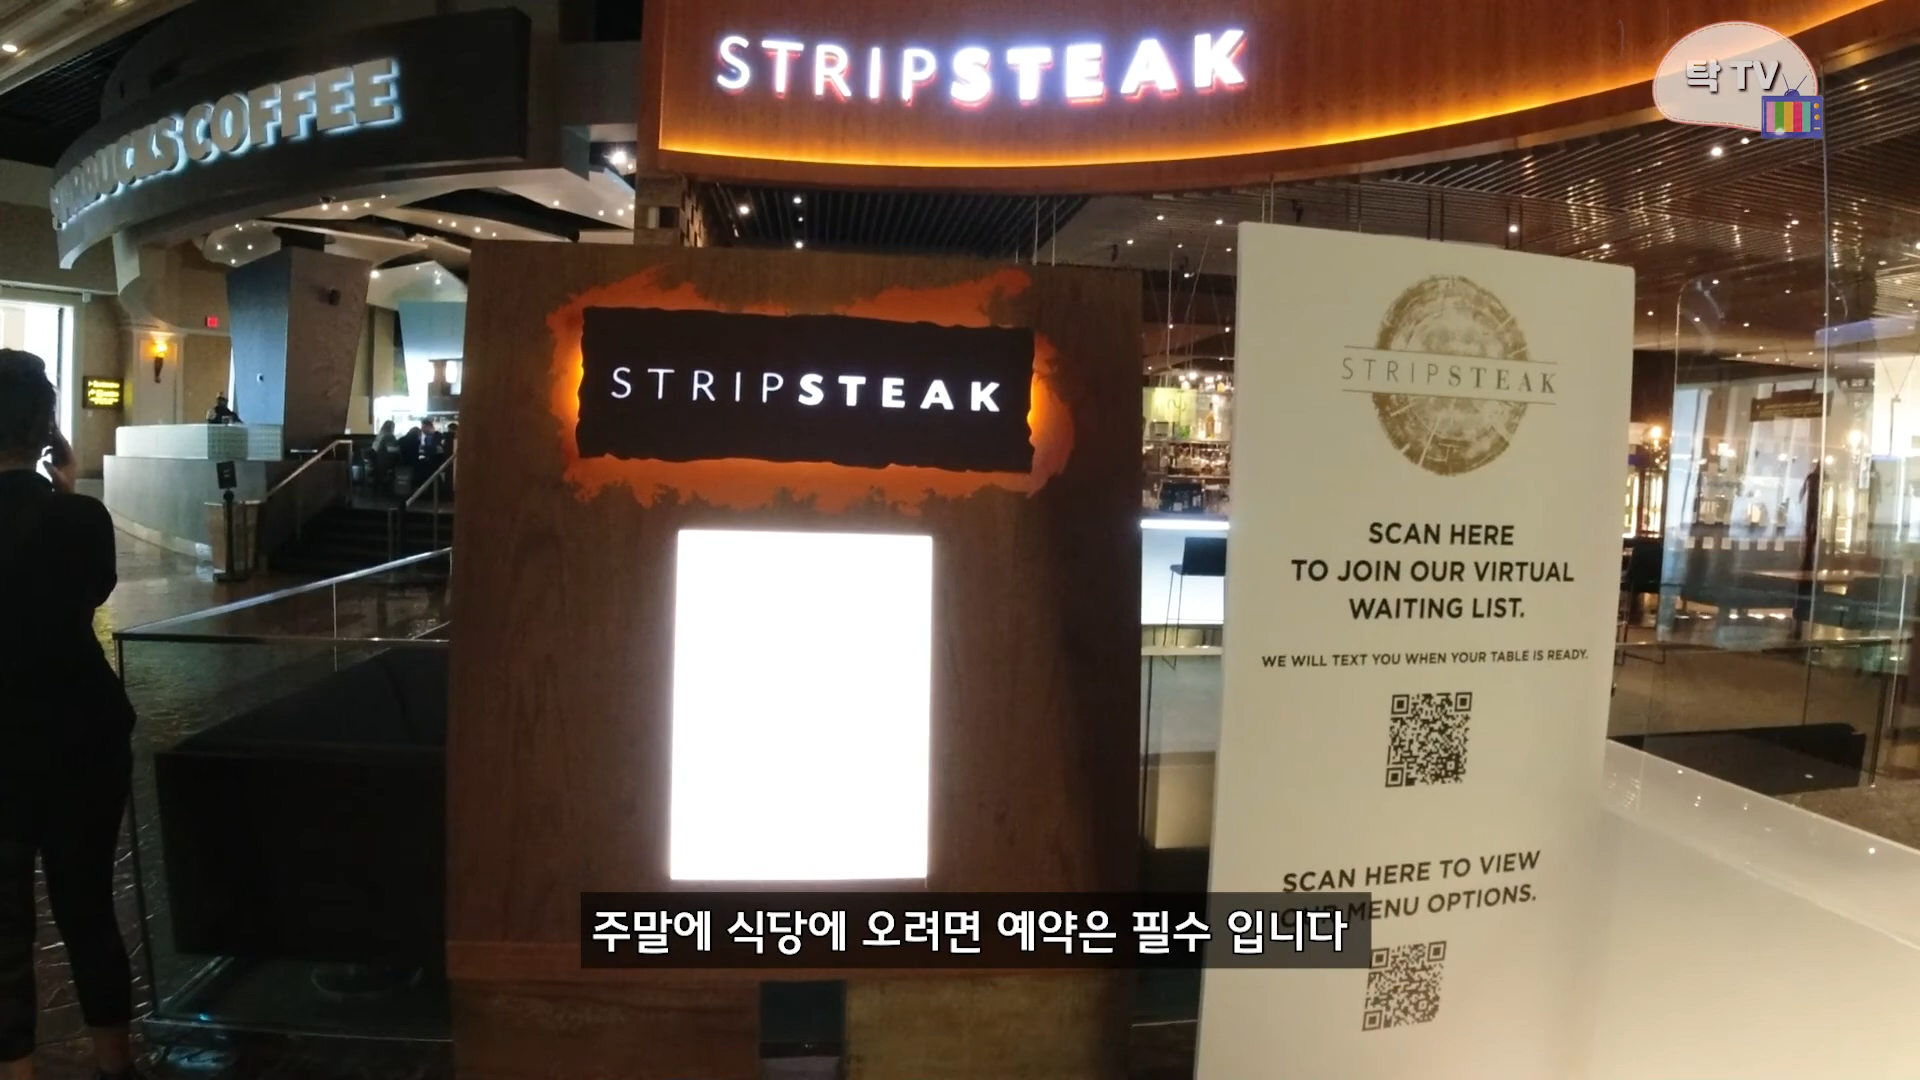 STARBUCKS COFFEE
STRIPSTEAK
탁 TV
STRIPSTEAK
STRIPSTEAK
SCAN HERE
TO JOIN OUR VIRTUAL
WAITING LIST.
WE WILL TEXT YOU WHEN YOUR TABLE IS READY.
SCAN HERE TO VIEW
OUR MENU OPTIONS.
주말에 식당에 오려면 예약은 필수 입니다